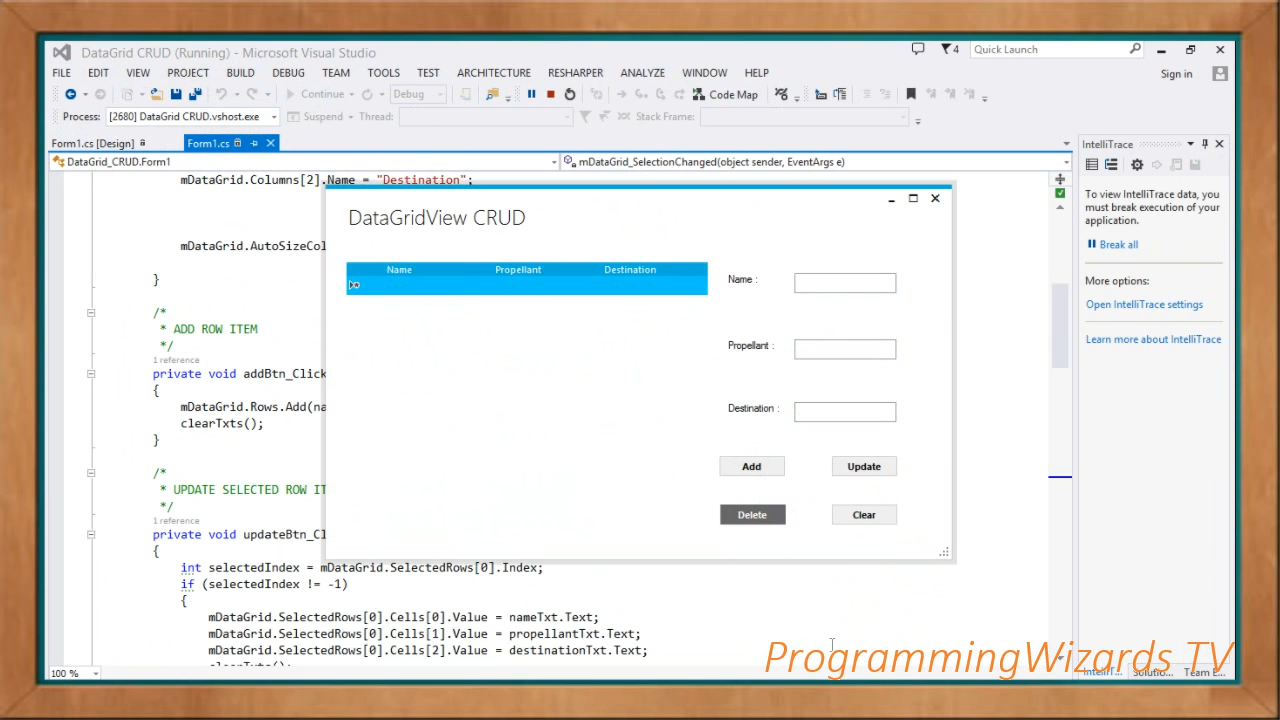 DataGrid CRUD (Running) - Microsoft Visual Studio
4
Quick Launch
FILE EDIT VIEW PROJECT BUILD DEBUG TEAM TOOLS TEST ARCHITECTURE RESHARPER ANALYZE WINDOW HELP
Sign in
Continue Debug Code Map
Process: [2680] DataGrid CRUD.vshost.exe Suspend Thread: Stack Frame:
Form1.cs [Design] Form1.cs
DataGrid_CRUD.Form1 mDataGrid_SelectionChanged(object sender, EventArgs e)
mDataGrid.Columns[2].Name = "Destination";
mDataGrid.AutoSizeCol
}
/*
* ADD ROW ITEM
*/
1 reference
private void addBtn_Click
{
mDataGrid.Rows.Add(na
clearTxts();
}
/*
* UPDATE SELECTED ROW IT
*/
1 reference
private void updateBtn_Cl
{
int selectedIndex = mDataGrid.SelectedRows[0].Index;
if (selectedIndex != -1)
{
mDataGrid.SelectedRows[0].Cells[0].Value = nameTxt.Text;
mDataGrid.SelectedRows[0].Cells[1].Value = propellantTxt.Text;
mDataGrid.SelectedRows[0].Cells[2].Value = destinationTxt.Text;
clearTxts();
100 %
DataGridView CRUD
Name Propellant Destination
Name :
Propellant :
Destination :
Add Update
Delete Clear
IntelliTrace
To view IntelliTrace data, you
must break execution of your
application.
Break all
More options:
Open IntelliTrace settings
Learn more about IntelliTrace
IntelliT... Solutio... Team E...
ProgrammingWizards TV